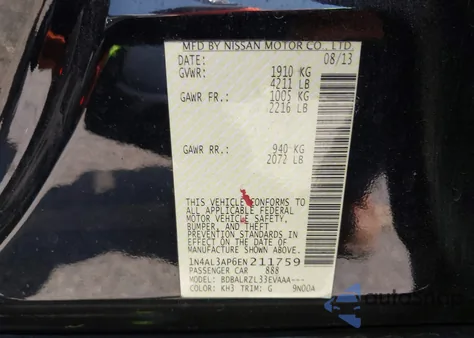 MFD BY NISSAN MOTOR CO., LTD.
DATE: 08/13
GVWR: 1910 KG
4211 LB
GAWR FR.: 1005 KG
2216 LB
GAWR RR.: 940 KG
2072 LB
THIS VEHICLE CONFORMS TO
ALL APPLICABLE FEDERAL
MOTOR VEHICLE SAFETY,
BUMPER, AND THEFT
PREVENTION STANDARDS IN
EFFECT ON THE DATE OF
MANUFACTURE SHOWN ABOVE.
1N4AL3AP6EN211759
PASSENGER CAR 888
MODEL: BDBALRZL33EVAAA---
COLOR: KH3 TRIM: G 9N00A
autosnap